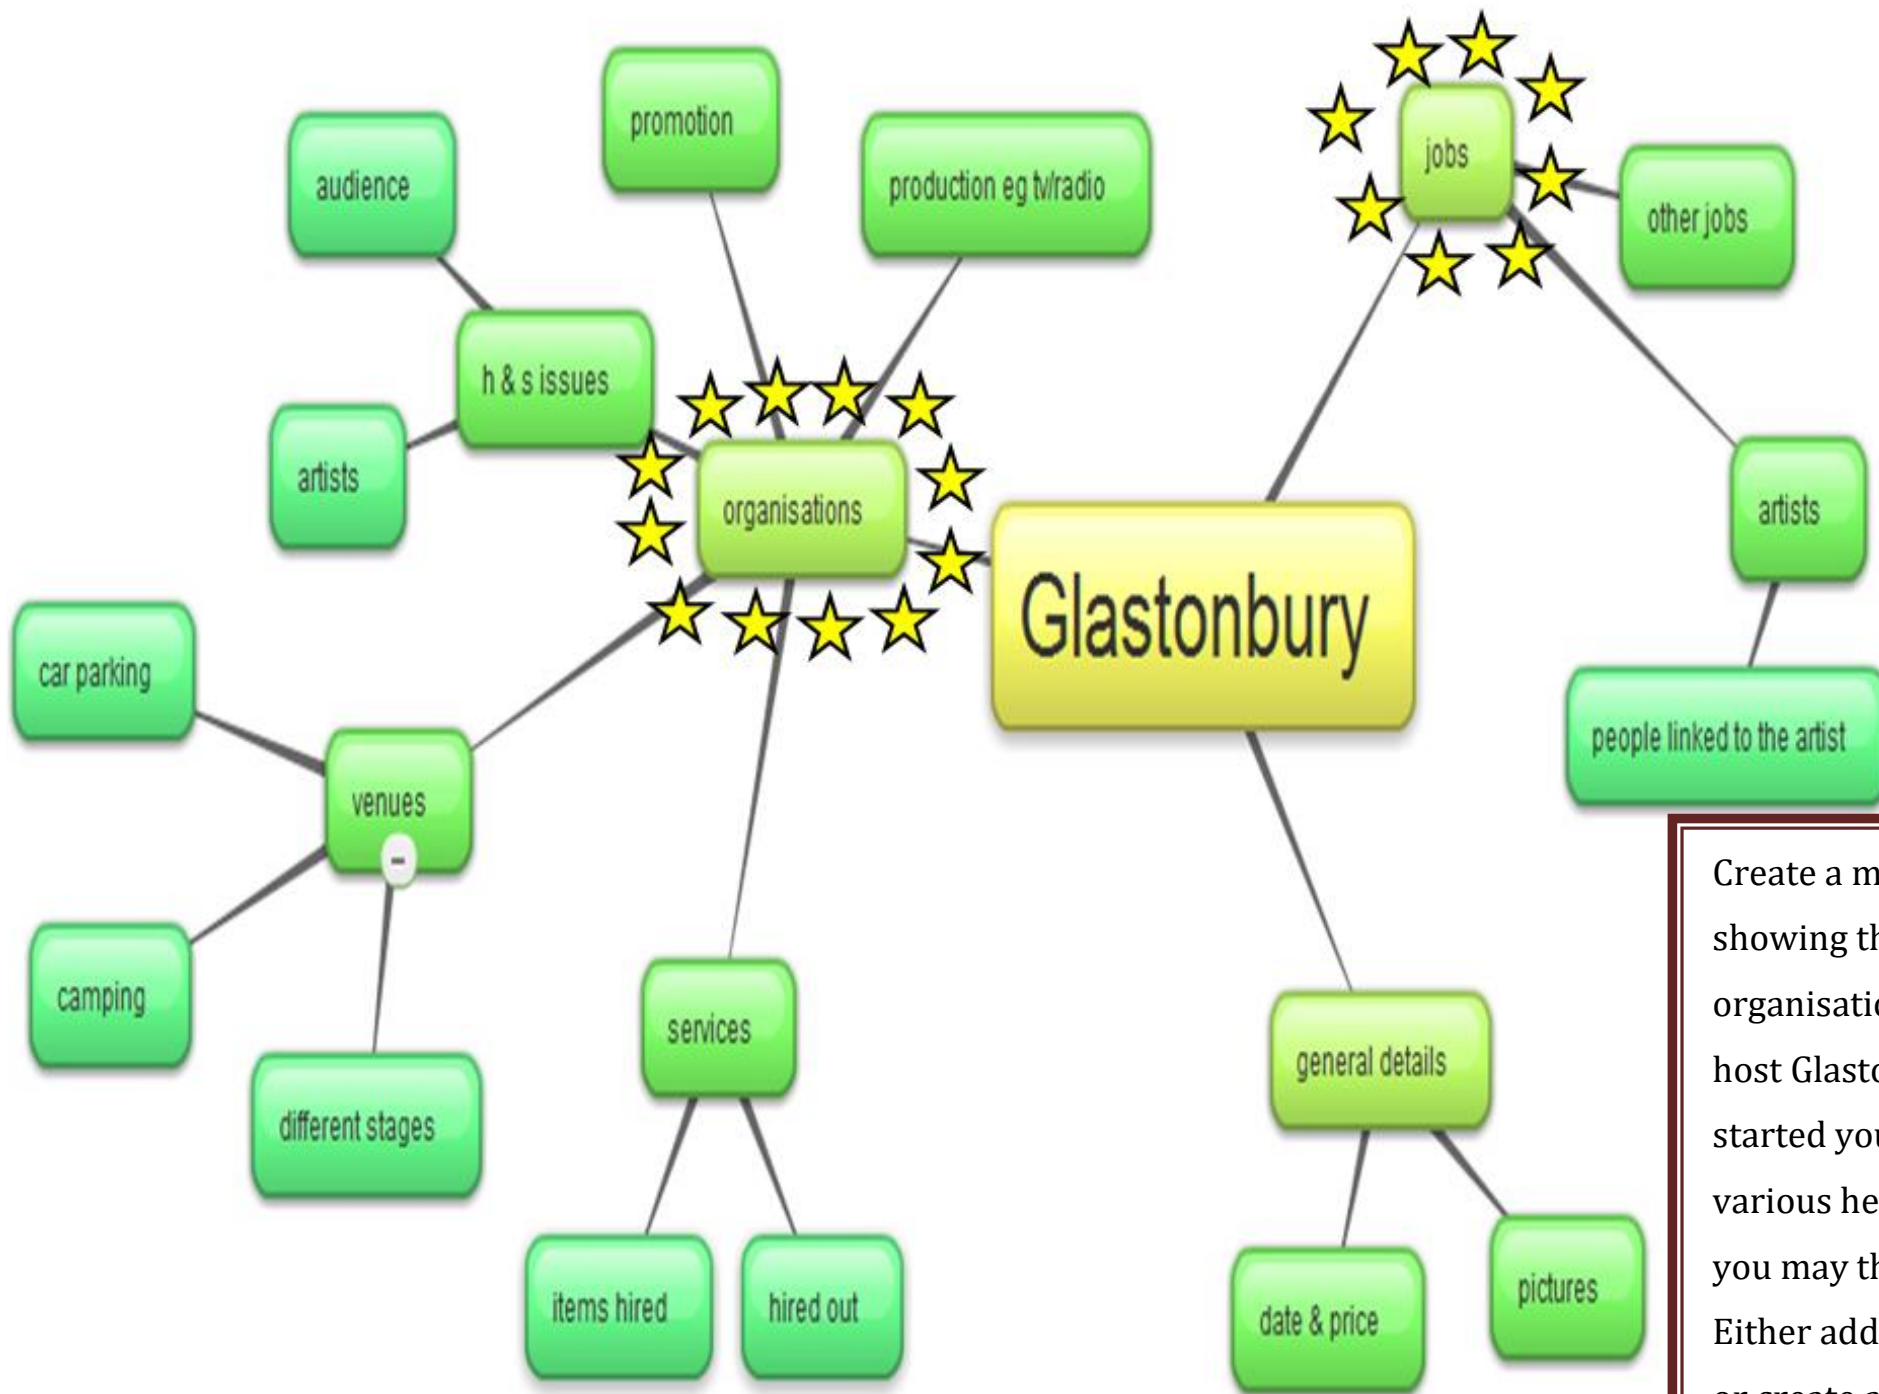 promotion
audience
production eg tv/radio
jobs
other jobs
h & s issues
artists
organisations
artists
Glastonbury
car parking
people linked to the artist
venues
–
camping
services
general details
different stages
items hired
hired out
date & price
pictures
Create a m
showing th
organisatio
host Glasto
started you
various he
you may th
Either add